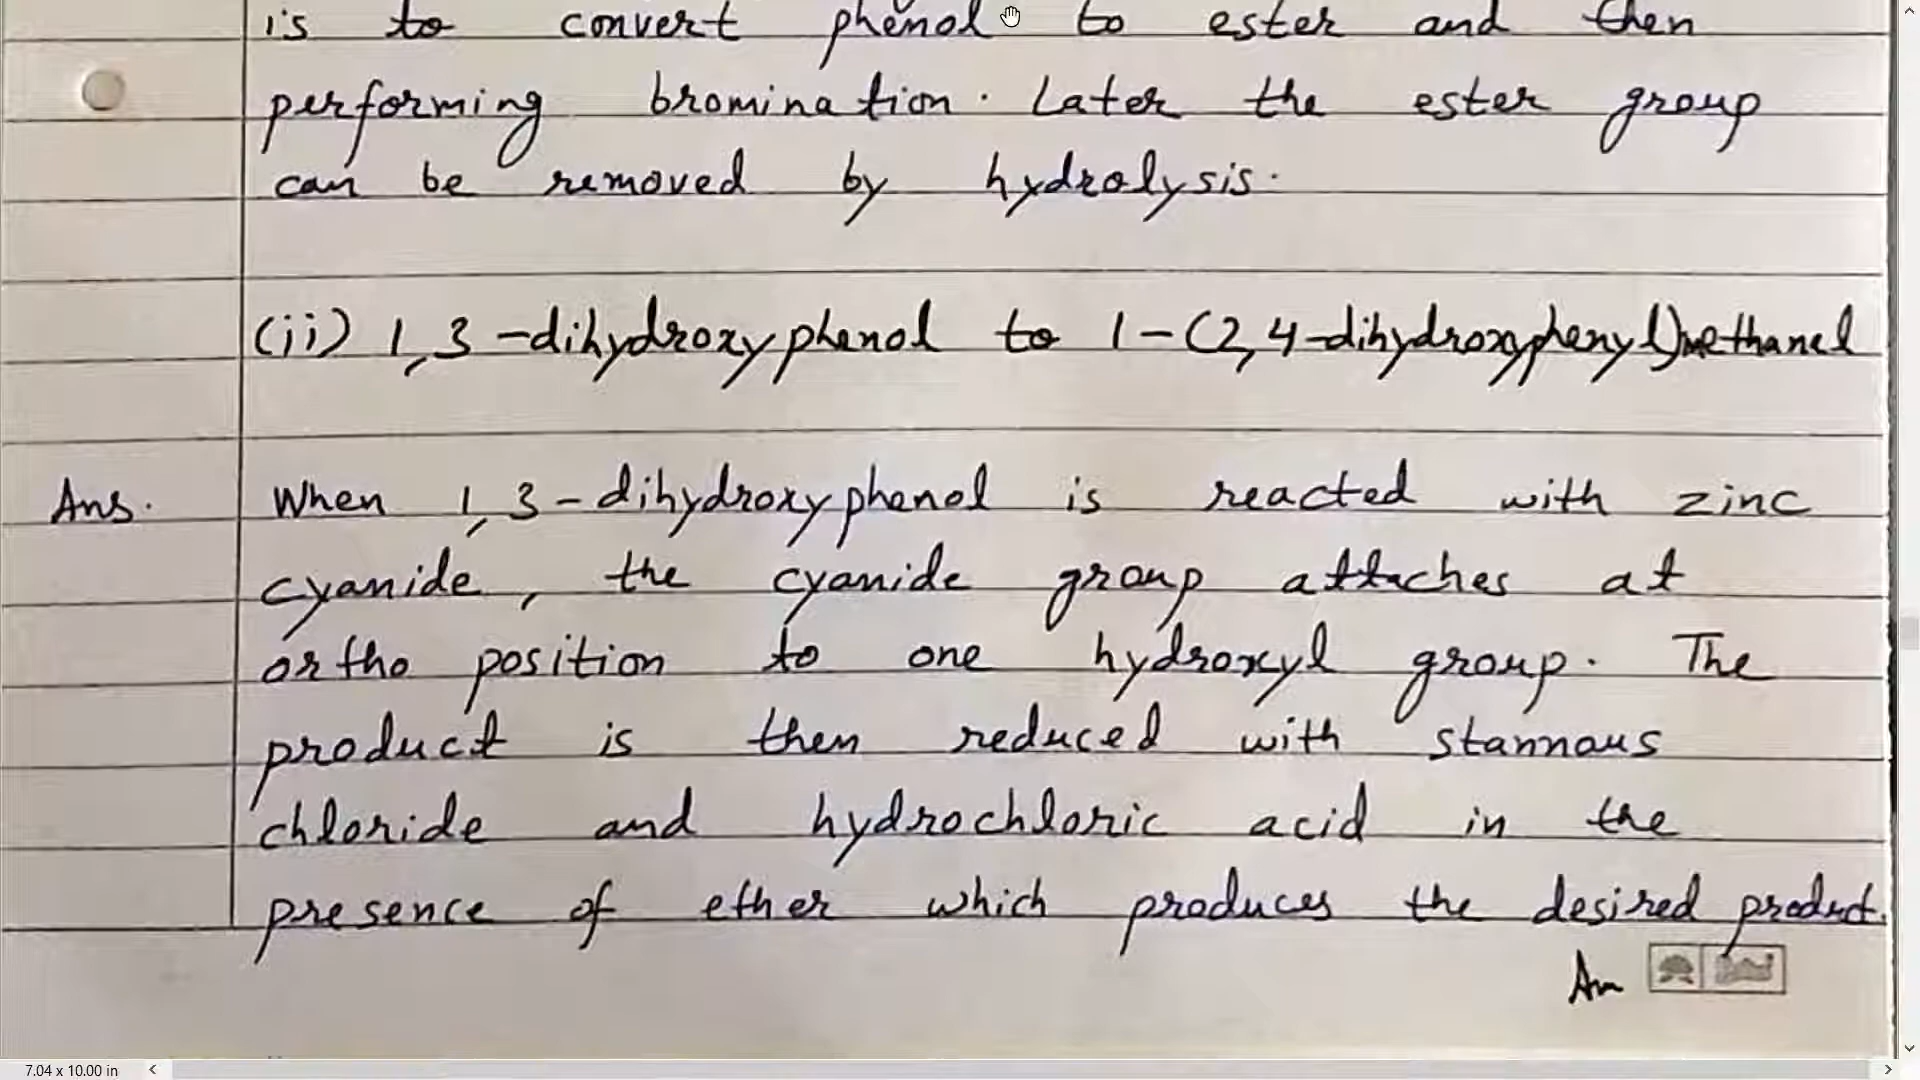 is to convert phenol to ester and then
performing bromination. Later the ester group
can be removed by hydrolysis.
(ii) 1,3-dihydroxyphenol to 1-(2,4-dihydroxyphenyl)methanel
Ans. When 1,3-dihydroxyphenol is reacted with zinc
cyanide, the cyanide group attaches at
ortho position to one hydroxyl group. The
product is then reduced with stannous
chloride and hydrochloric acid in the
presence of ether which produces the desired product.
7.04 x 10.00 in